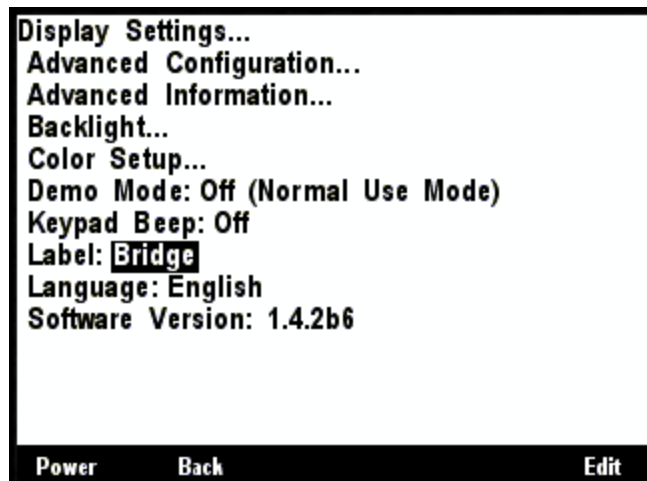 Display Settings...
Advanced Configuration...
Advanced Information...
Backlight...
Color Setup...
Demo Mode: Off (Normal Use Mode)
Keypad Beep: Off
Label: Bridge
Language: English
Software Version: 1.4.2b6
Power Back Edit